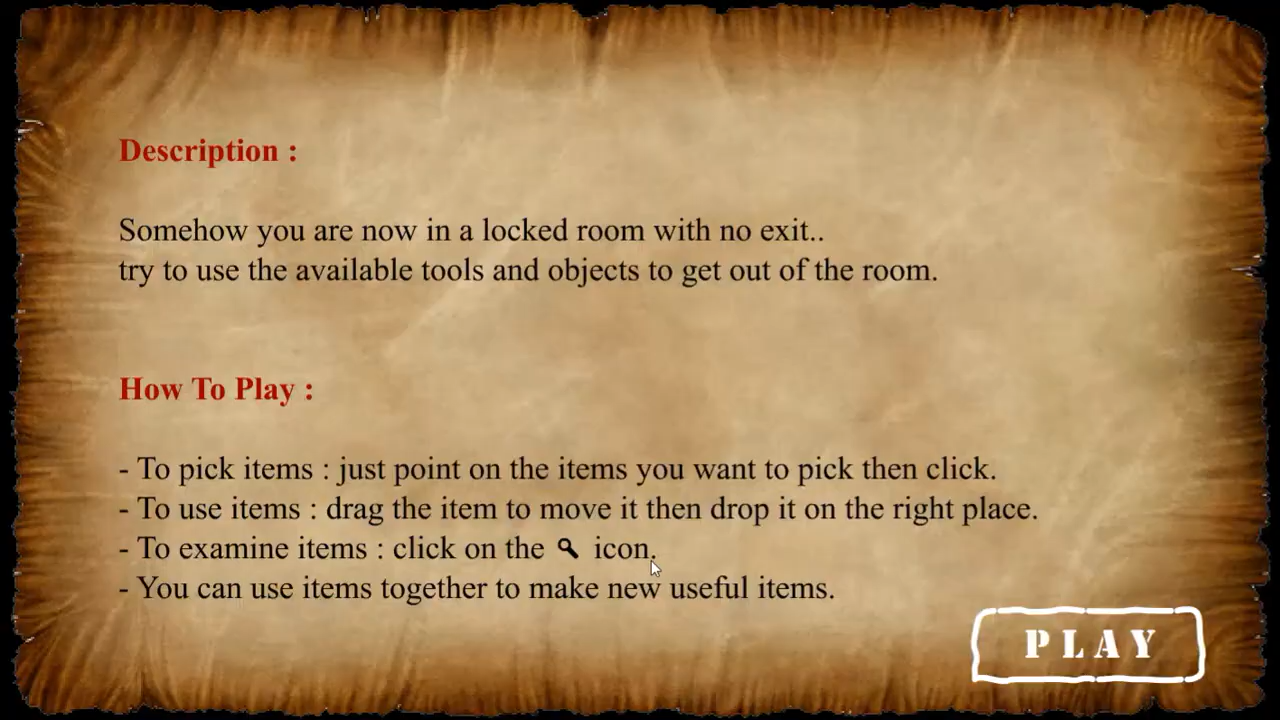 Description :
Somehow you are now in a locked room with no exit..
try to use the available tools and objects to get out of the room.
How To Play :
- To pick items : just point on the items you want to pick then click.
- To use items : drag the item to move it then drop it on the right place.
- To examine items : click on the icon.
- You can use items together to make new useful items.
PLAY